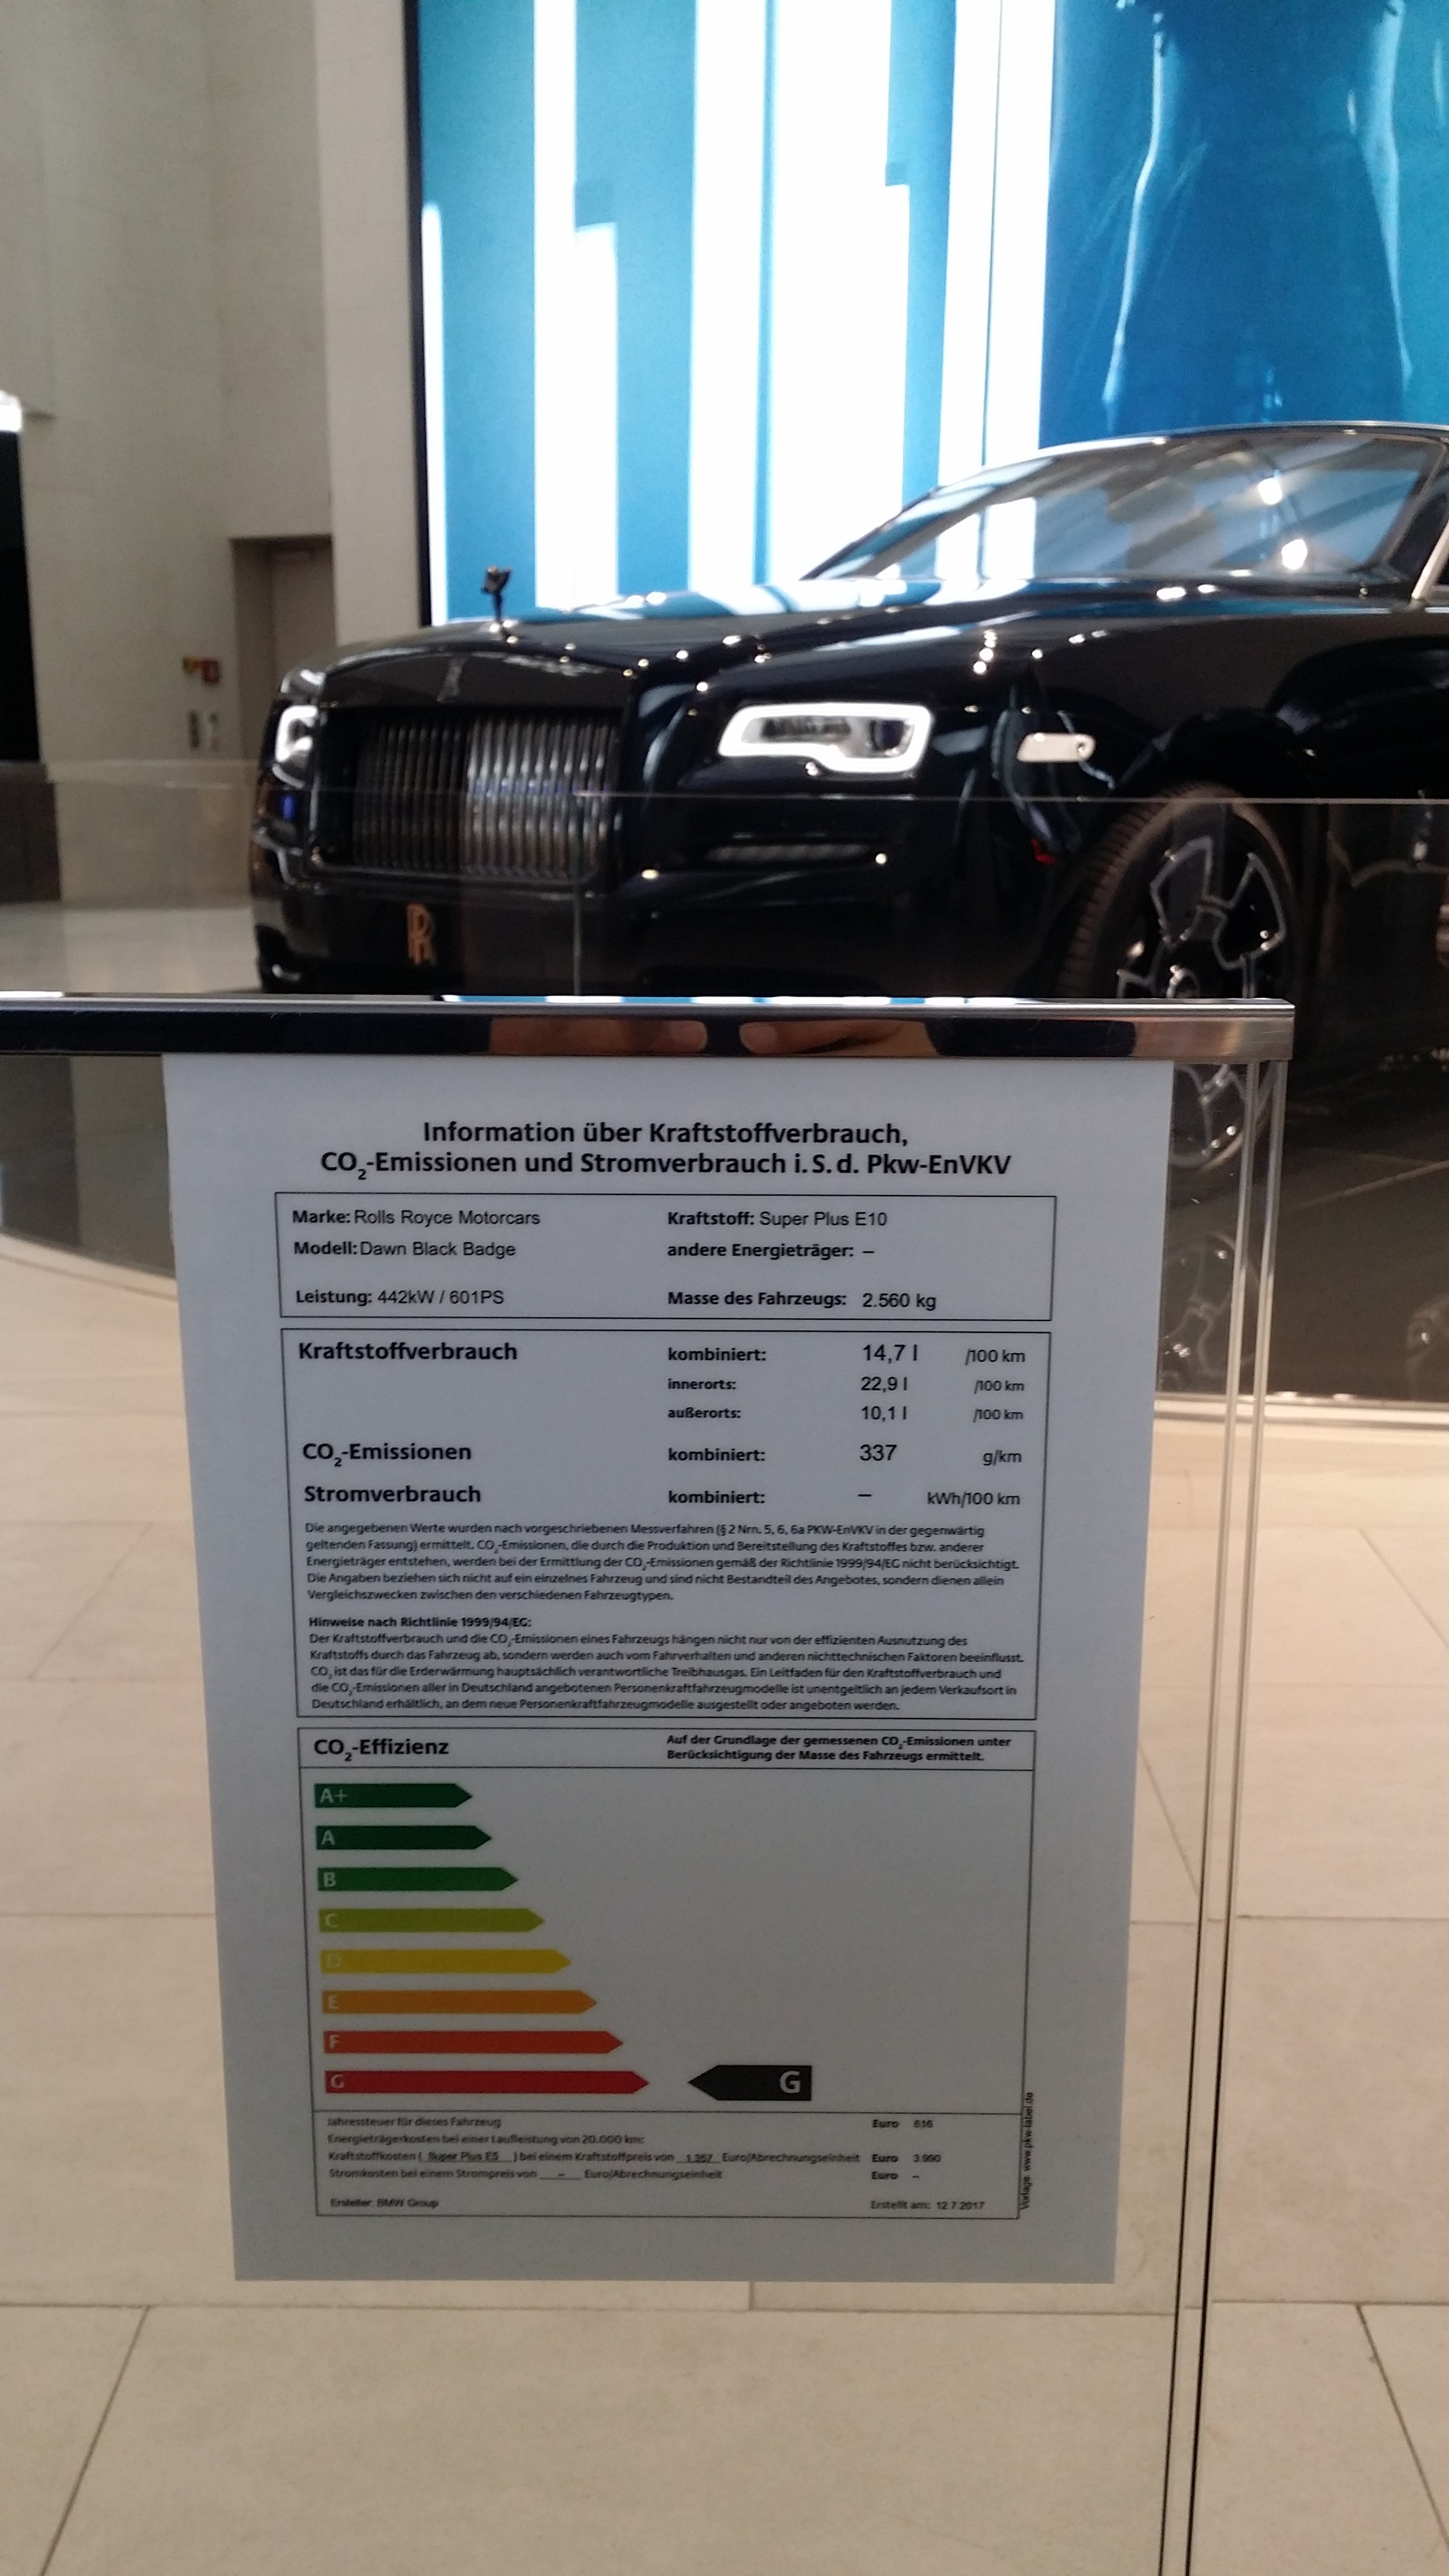 Information über Kraftstoffverbrauch,
CO₂-Emissionen und Stromverbrauch i. S. d. Pkw-EnVKV
Marke: Rolls Royce Motorcars Kraftstoff: Super Plus E10
Modell: Dawn Black Badge andere Energieträger: –
Leistung: 442kW / 601PS Masse des Fahrzeugs: 2.560 kg
Kraftstoffverbrauch kombiniert: 14,7 l /100 km
innerorts: 22,9 l /100 km
außerorts: 10,1 l /100 km
CO₂-Emissionen kombiniert: 337 g/km
Stromverbrauch kombiniert: – kWh/100 km
Die angegebenen Werte wurden nach vorgeschriebenen Messverfahren (§ 2 Nrn. 5, 6, 6a PKW-EnVKV in der gegenwärtig
geltenden Fassung) ermittelt. CO₂-Emissionen, die durch die Produktion und Bereitstellung des Kraftstoffes bzw. anderer
Energieträger entstehen, werden bei der Ermittlung der CO₂-Emissionen gemäß der Richtlinie 1999/94/EG nicht berücksichtigt.
Die Angaben beziehen sich nicht auf ein einzelnes Fahrzeug und sind nicht Bestandteil des Angebotes, sondern dienen allein
Vergleichszwecken zwischen den verschiedenen Fahrzeugtypen.
Hinweise nach Richtlinie 1999/94/EG:
Der Kraftstoffverbrauch und die CO₂-Emissionen eines Fahrzeugs hängen nicht nur von der effizienten Ausnutzung des
Kraftstoffs durch das Fahrzeug ab, sondern werden auch vom Fahrverhalten und anderen nichttechnischen Faktoren beeinflusst.
CO₂ ist das für die Erderwärmung hauptsächlich verantwortliche Treibhausgas. Ein Leitfaden für den Kraftstoffverbrauch und
die CO₂-Emissionen aller in Deutschland angebotenen Personenkraftfahrzeugmodelle ist unentgeltlich an jedem Verkaufsort in
Deutschland erhältlich, an dem neue Personenkraftfahrzeugmodelle ausgestellt oder angeboten werden.
CO₂-Effizienz Auf der Grundlage der gemessenen CO₂-Emissionen unter
Berücksichtigung der Masse des Fahrzeugs ermittelt.
A+
A
B
C
D
E
F
G G
Jahressteuer für dieses Fahrzeug Euro 616
Energieträgerkosten bei einer Laufleistung von 20.000 km:
Kraftstoffkosten ( Super Plus E5 ) bei einem Kraftstoffpreis von 1,357 Euro/Abrechnungseinheit Euro 3.990
Stromkosten bei einem Strompreis von – Euro/Abrechnungseinheit Euro –
Ersteller: BMW Group Erstellt am: 12.7.2017
Vorlage: www.pkw-label.de